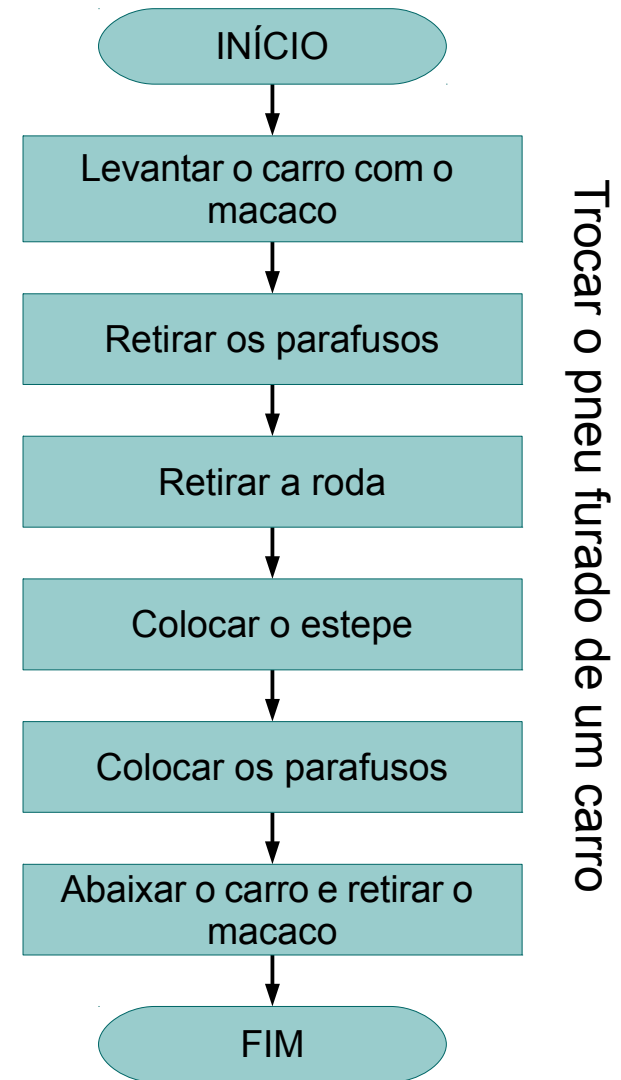 INÍCIO
Levantar o carro com o
macaco
Retirar os parafusos
Retirar a roda
Colocar o estepe
Colocar os parafusos
Abaixar o carro e retirar o
macaco
FIM
Trocar o pneu furado de um carro